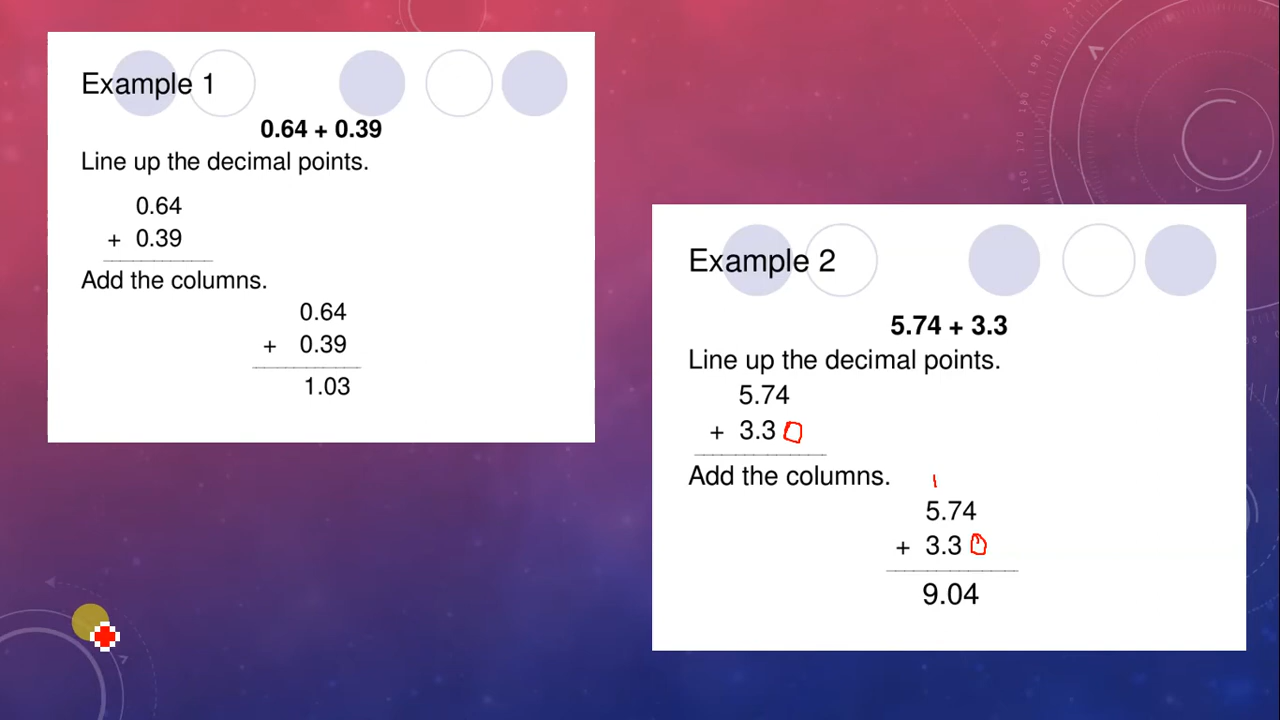 Example 1
0.64 + 0.39
Line up the decimal points.
0.64
+ 0.39
Add the columns.
0.64
+ 0.39
1.03
Example 2
5.74 + 3.3
Line up the decimal points.
5.74
+ 3.3 0
Add the columns.
1
5.74
+ 3.3 0
9.04